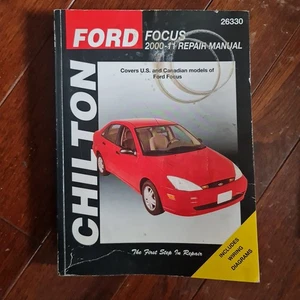 26330
FORD
FOCUS
2000-11 REPAIR MANUAL
Covers U.S. and Canadian models of
Ford Focus
CHILTON
INCLUDES
WIRING
DIAGRAMS
The First Step In Repair